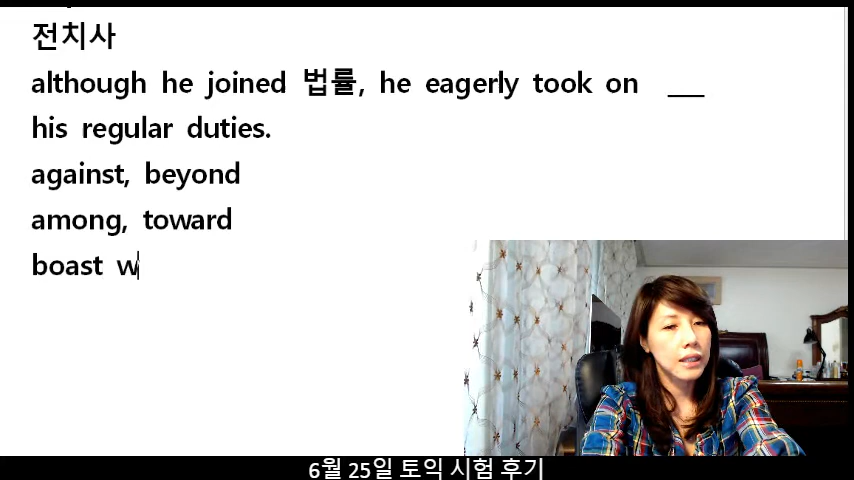 전치사
although he joined 법률, he eagerly took on ___
his regular duties.
against, beyond
among, toward
boast w
6월 25일 토익 시험 후기